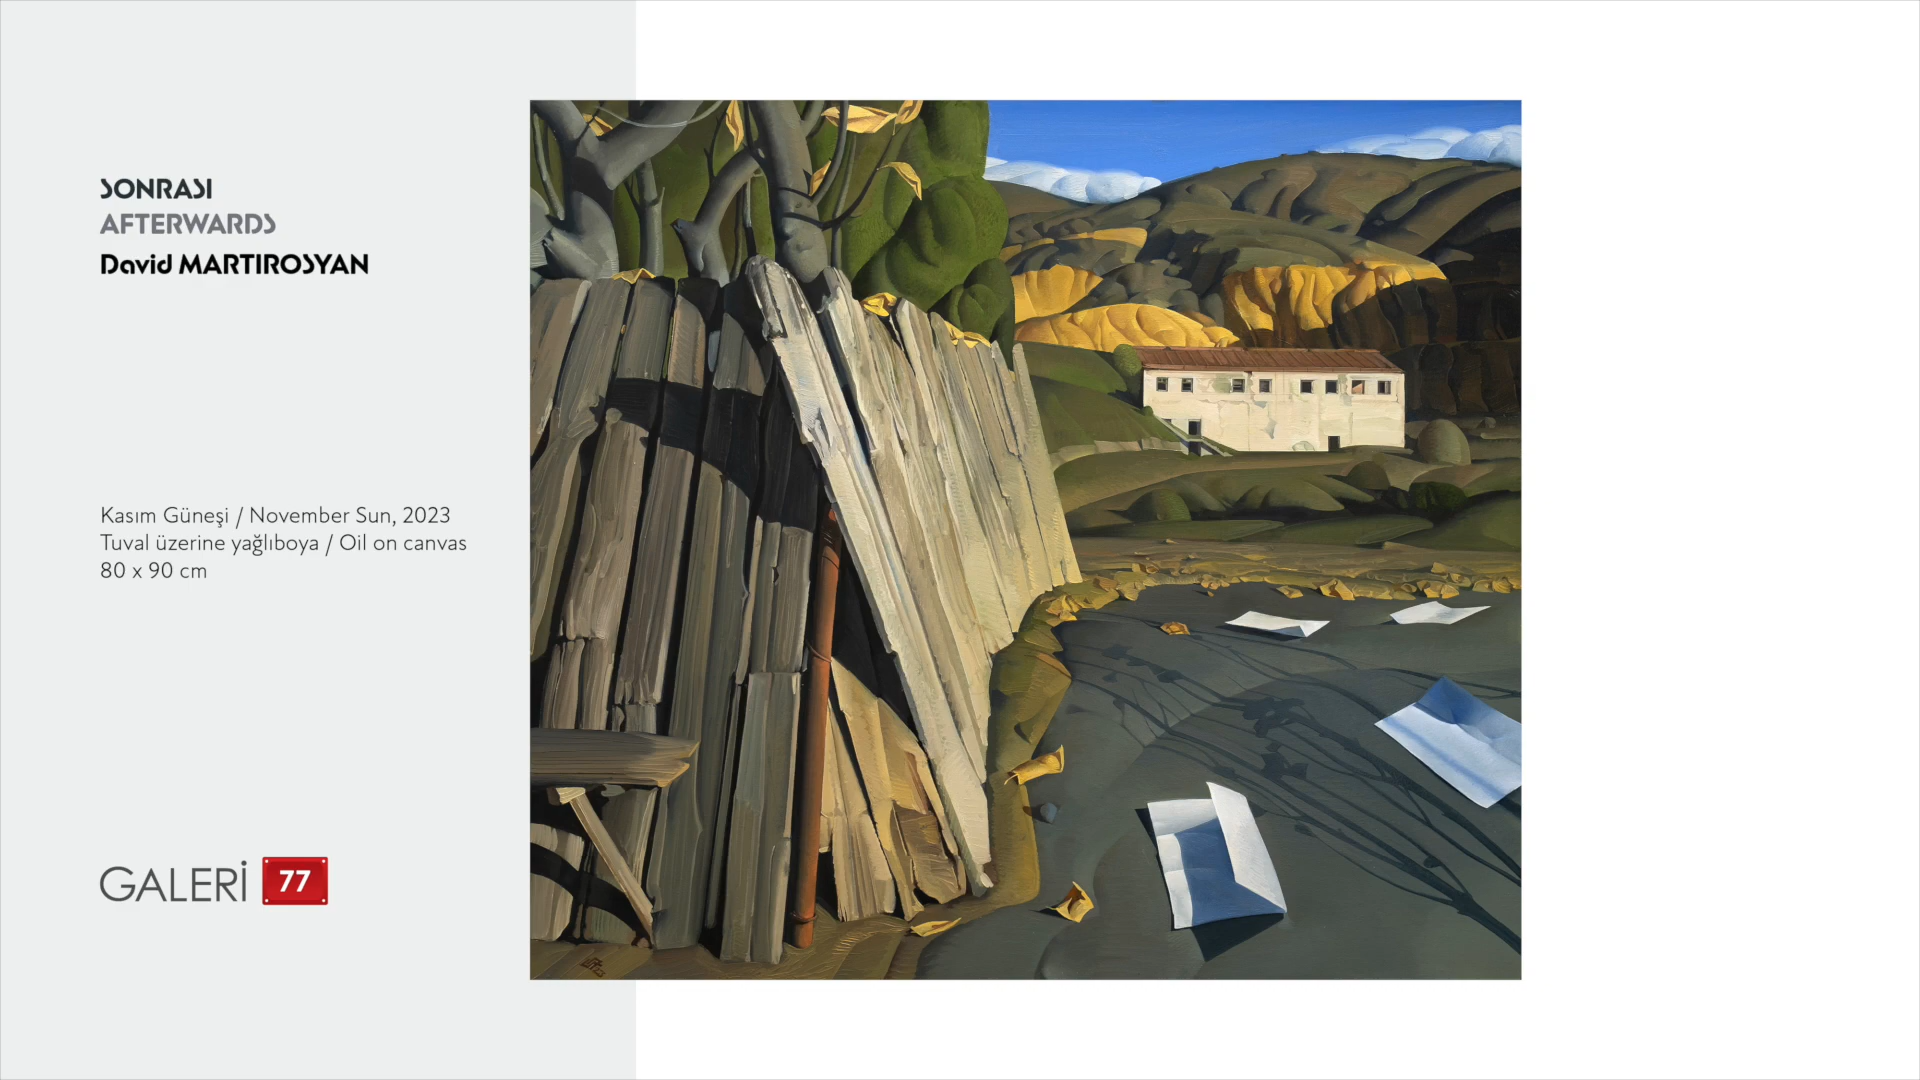 SONRASI
AFTERWARDS
David MARTIROSYAN
Kasım Güneşi / November Sun, 2023
Tuval üzerine yağlıboya / Oil on canvas
80 x 90 cm
GALERİ 77